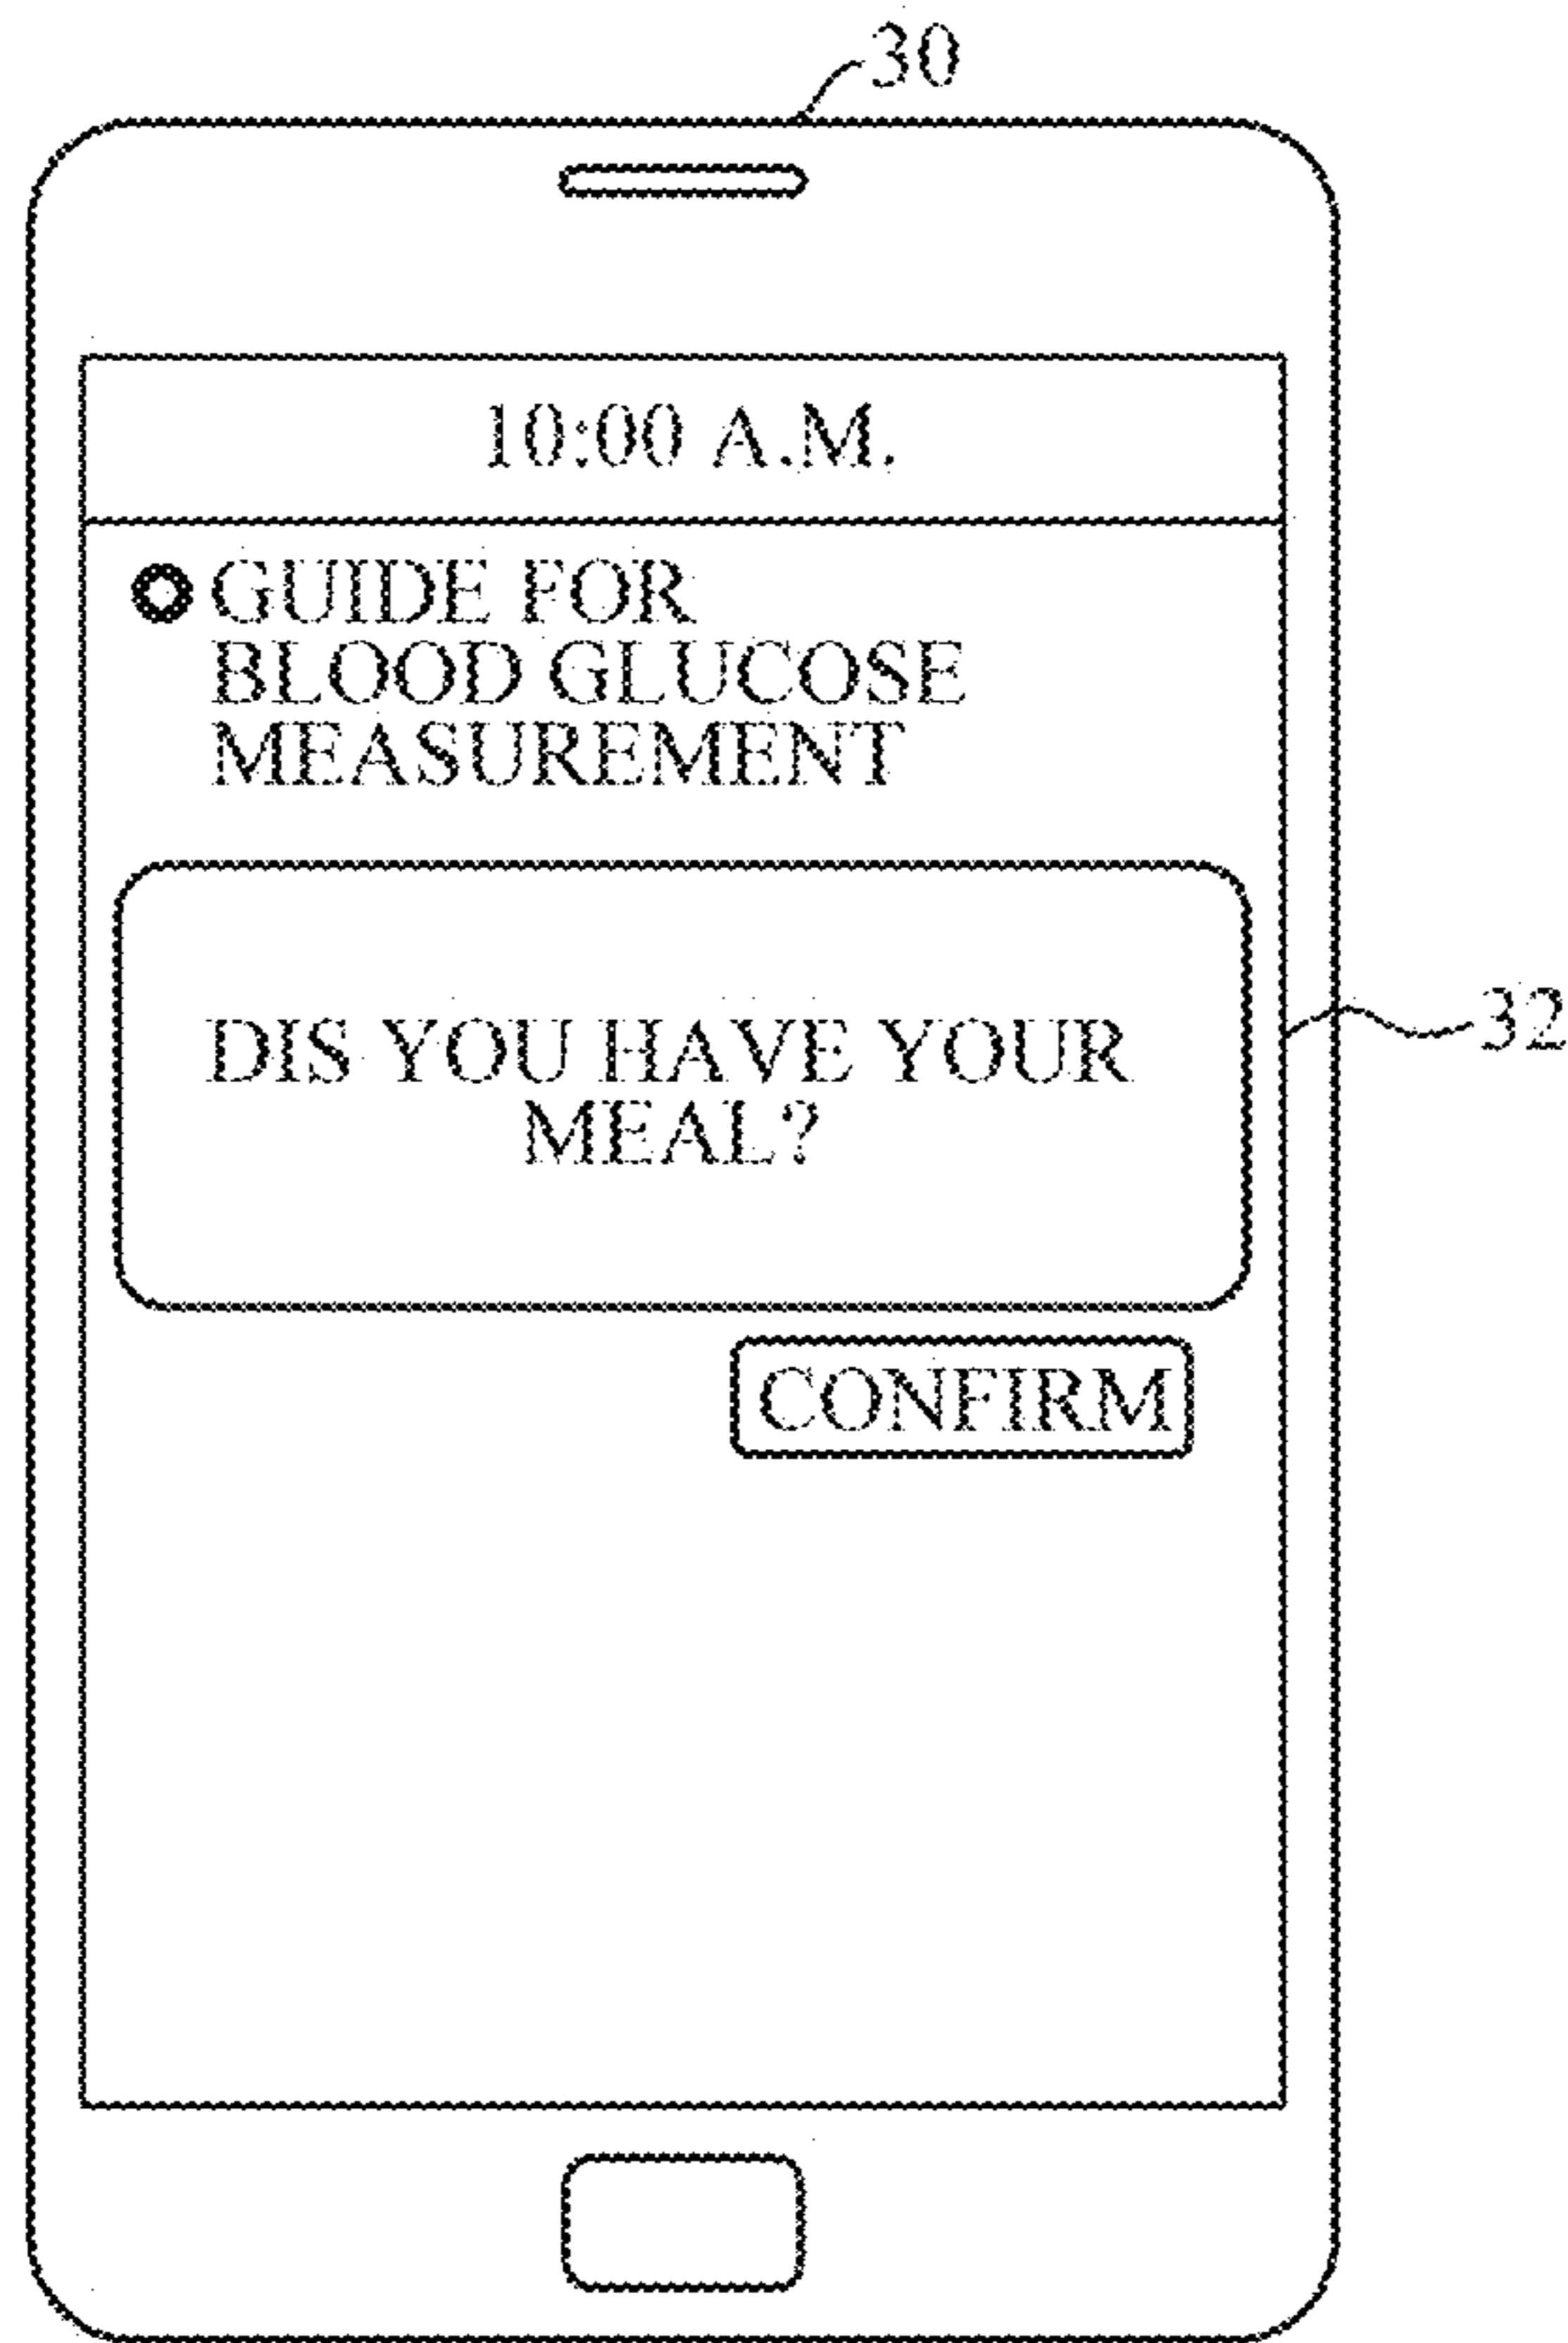 30
10:00 A.M.
GUIDE FOR
BLOOD GLUCOSE
MEASUREMENT
DIS YOU HAVE YOUR
MEAL?
32
CONFIRM